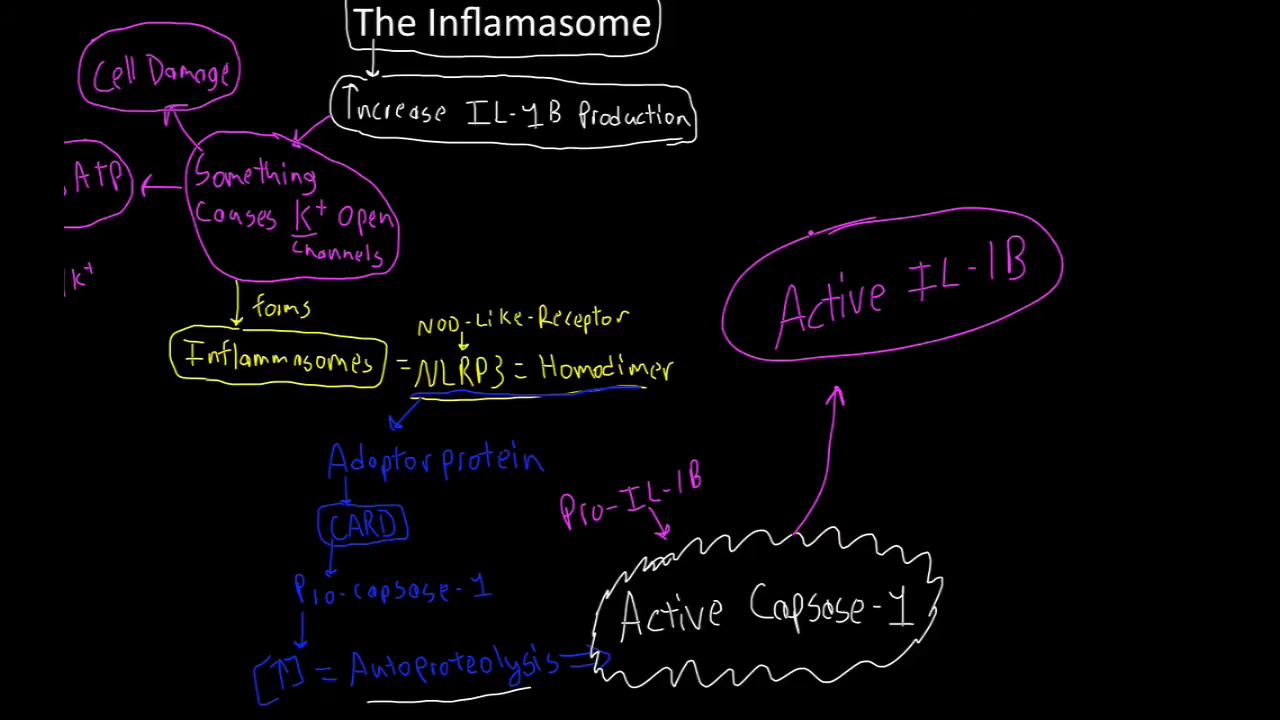 The Inflamasome
Cell Damage
↑Increase IL-1B Production
ATP
Something
Causes K+ Open
channels
K+
forms
NOD-Like-Receptor
Inflammasomes = NLRP3 = Homodimer
Adaptor protein
CARD
Pro-capsase-1
[↑] = Autoproteolysis ⇒
Pro-IL-1B
Active Capsase-1
Active IL-1B